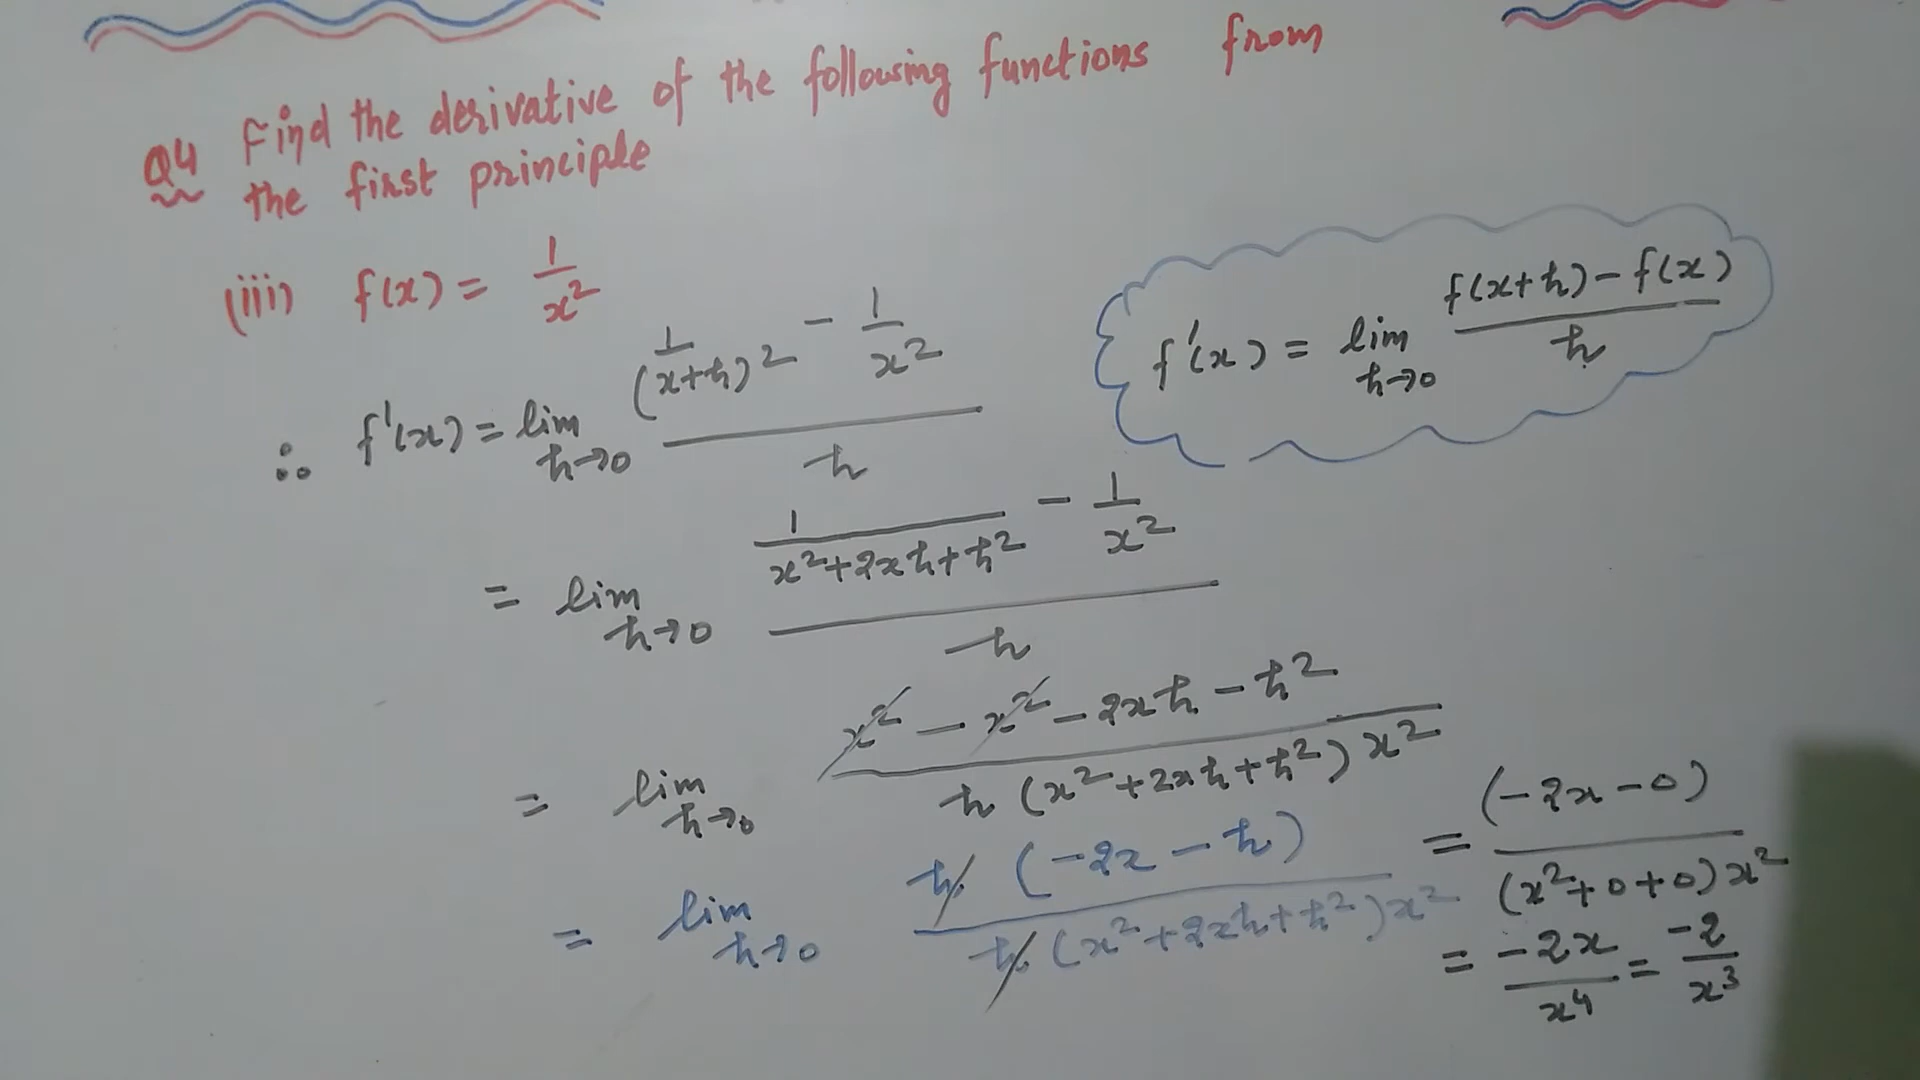 Q4 Find the derivative of the following functions from
the first principle
(iii) f(x) = 1/x²
f'(x) = lim h→0 (f(x+h) - f(x))/h
∴ f'(x) = lim h→0 (1/(x+h)² - 1/x²)/h
= lim h→0 (1/(x²+2xh+h²) - 1/x²)/h
= lim h→0 (x² - x² - 2xh - h²)/(h (x²+2xh+h²) x²)
= lim h→0 h (-2x - h)/(h (x²+2xh+h²) x²)
= (-2x - 0)/((x²+0+0) x²)
= -2x/x⁴ = -2/x³